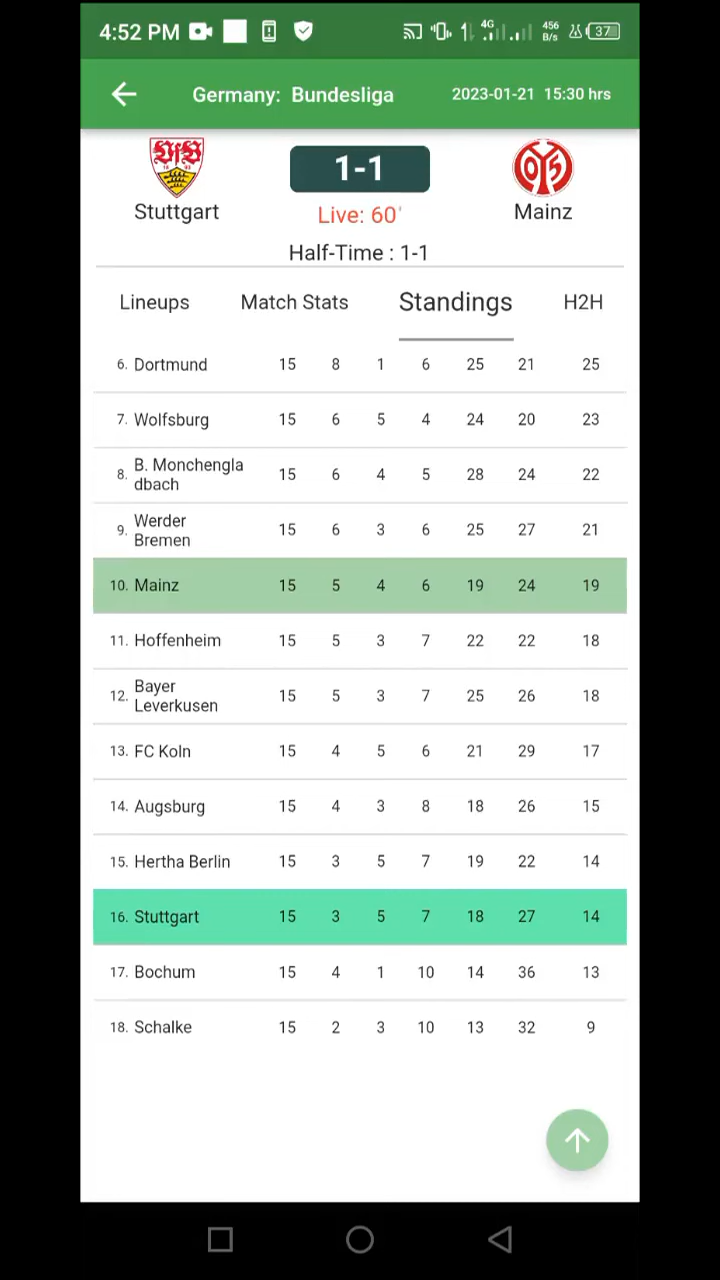 4:52 PM 4G 456 B/s 37
Germany: Bundesliga 2023-01-21 15:30 hrs
1-1
Stuttgart Live: 60' Mainz
Half-Time : 1-1
Lineups Match Stats Standings H2H
6. Dortmund 15 8 1 6 25 21 25
7. Wolfsburg 15 6 5 4 24 20 23
8. B. Monchengla
dbach 15 6 4 5 28 24 22
9. Werder
Bremen 15 6 3 6 25 27 21
10. Mainz 15 5 4 6 19 24 19
11. Hoffenheim 15 5 3 7 22 22 18
12. Bayer
Leverkusen 15 5 3 7 25 26 18
13. FC Koln 15 4 5 6 21 29 17
14. Augsburg 15 4 3 8 18 26 15
15. Hertha Berlin 15 3 5 7 19 22 14
16. Stuttgart 15 3 5 7 18 27 14
17. Bochum 15 4 1 10 14 36 13
18. Schalke 15 2 3 10 13 32 9